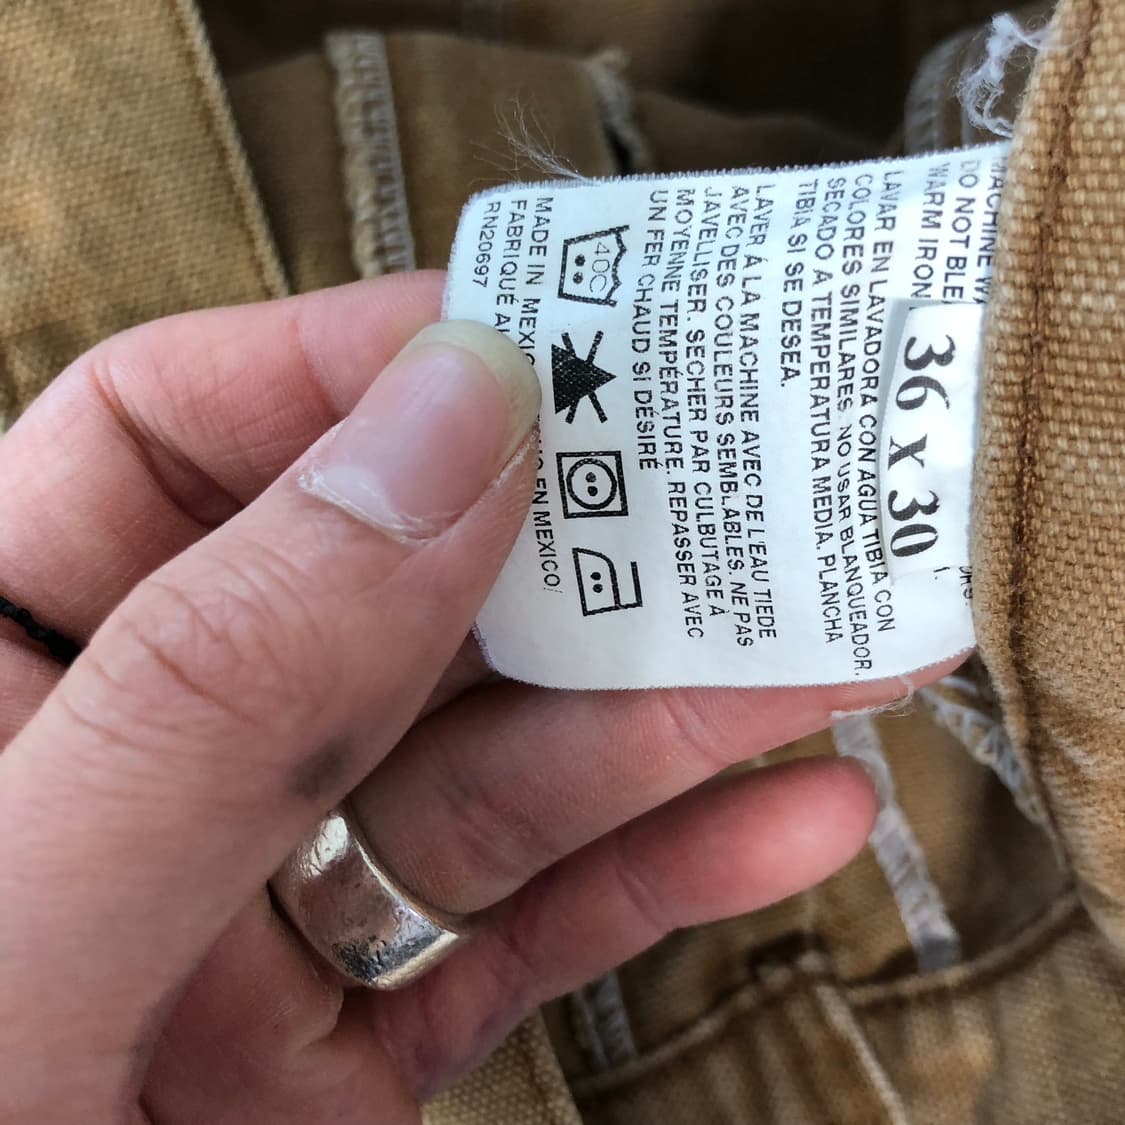 MACHINE
DO NOT BLE
WARM IRON
36 x 30
LAVAR EN LAVADORA CON AGUA TIBIA CON
COLORES SIMILARES. NO USAR BLANQUEADOR.
SECADO A TEMPERATURA MEDIA. PLANCHA
TIBIA SI SE DESEA.
LAVER À LA MACHINE AVEC DE L'EAU TIEDE
AVEC DES COULEURS SEMBLABLES. NE PAS
JAVELLISER. SECHER PAR CULBUTAGE À
MOYENNE TEMPÉRATURE. REPASSER AVEC
UN FER CHAUD SI DÉSIRÉ
40C
MADE IN MEXIC
FABRIQUÉ A EN MEXICO/
RN20697